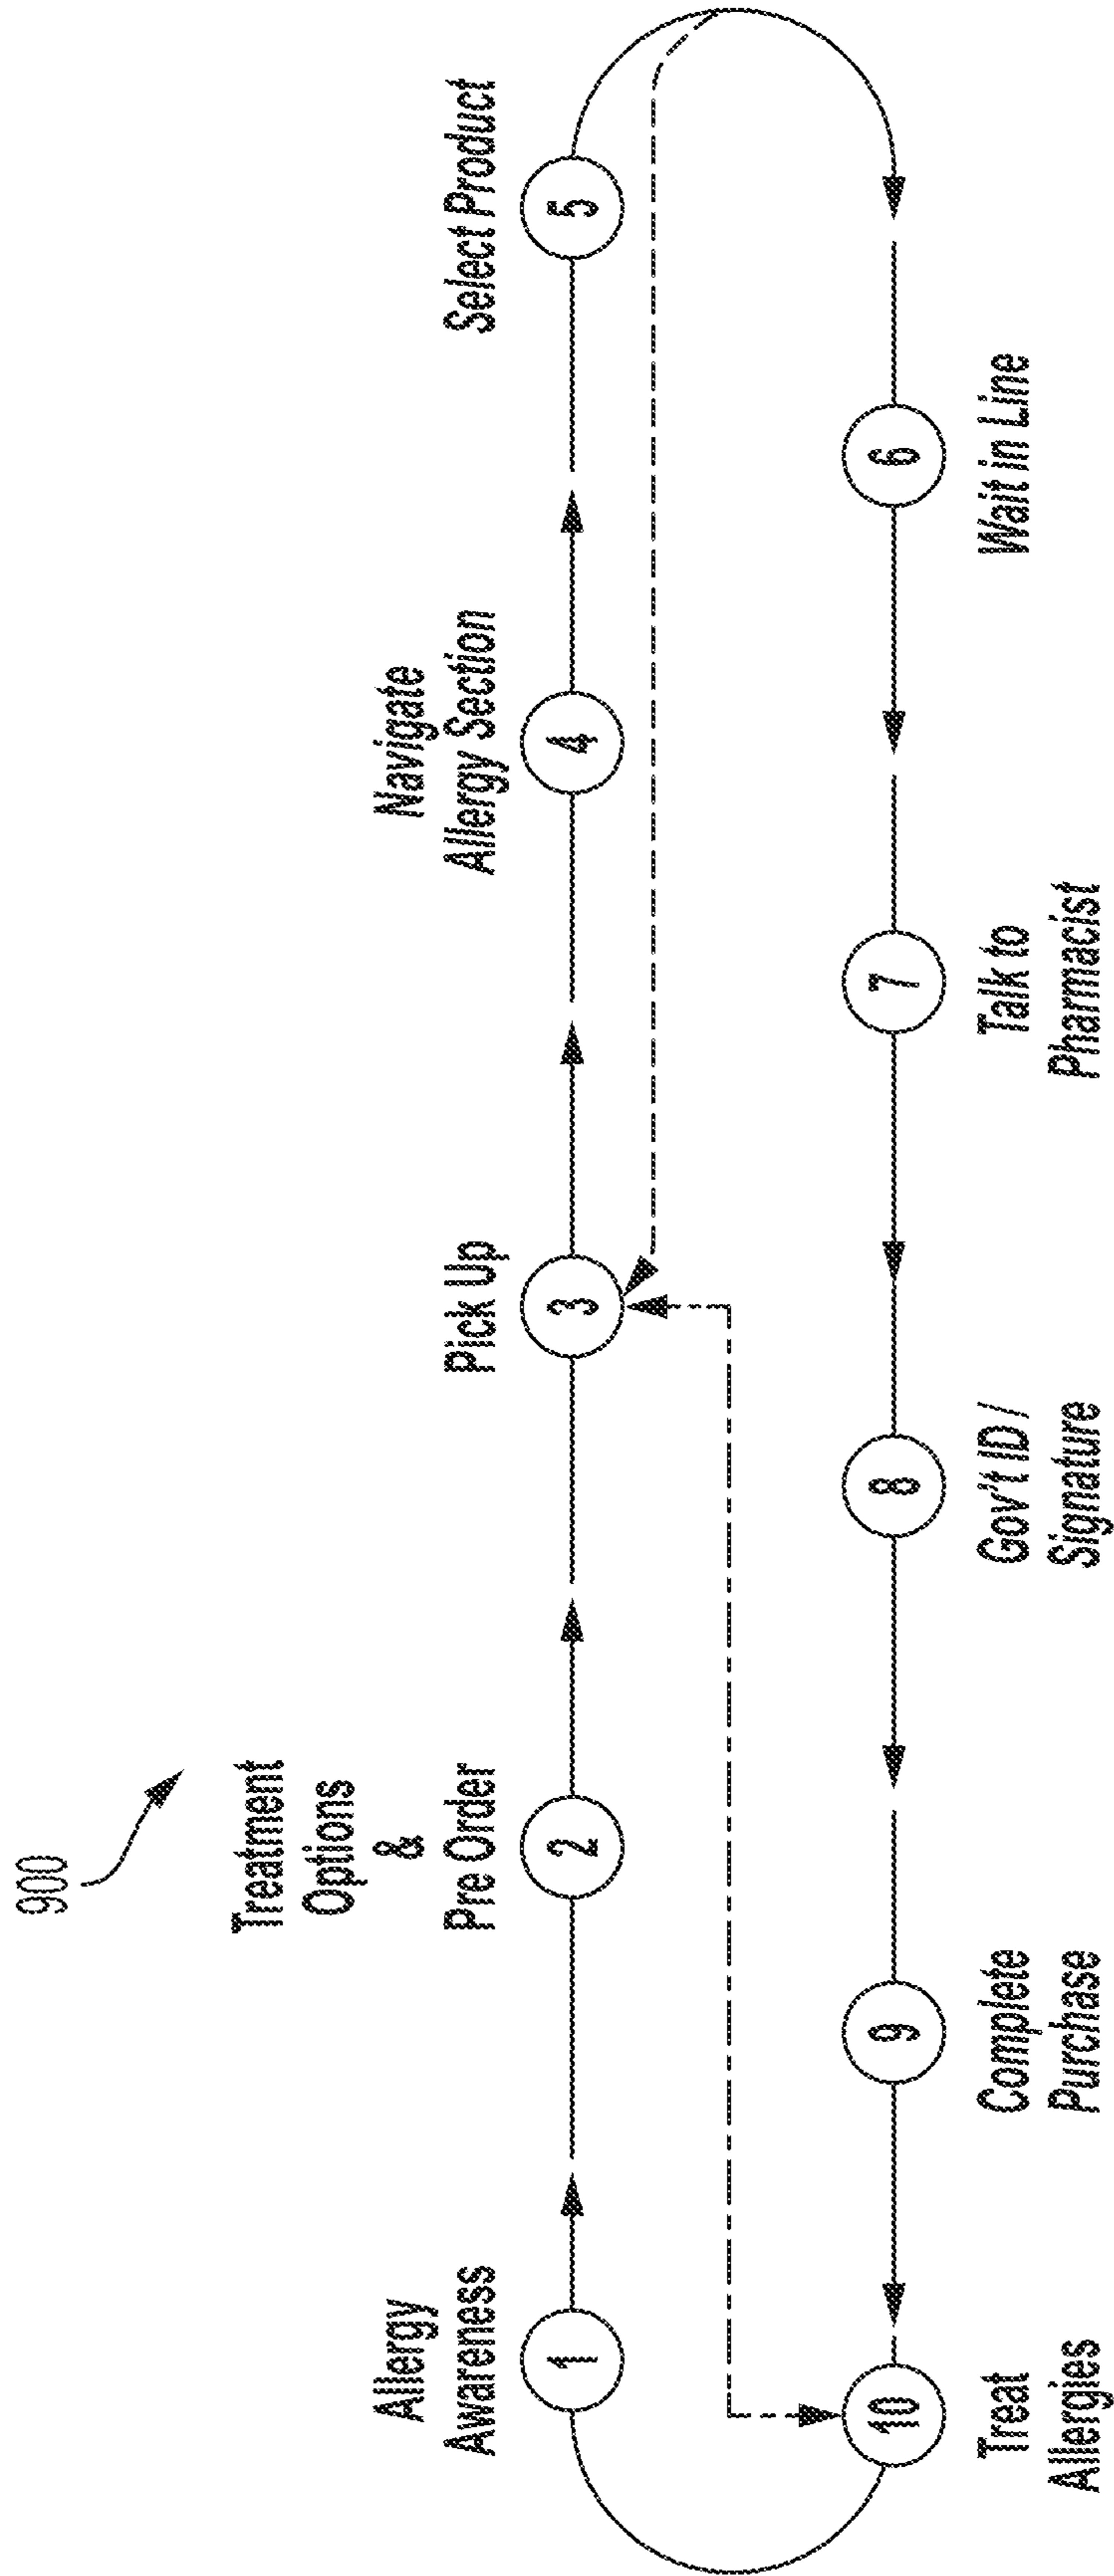 900
Allergy
Awareness
1
Treatment
Options
&
Pre Order
2
Pick Up
3
Navigate
Allergy Section
4
Select Product
5
6
Wait in Line
7
Talk to
Pharmacist
8
Gov't ID /
Signature
9
Complete
Purchase
10
Treat
Allergies